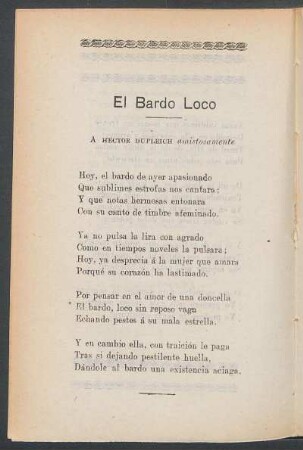 El Bardo Loco
A HECTOR DUFLEICH amistosamente
Hoy, el bardo de ayer apasionado
Que sublimes estrofas nos cantara;
Y que notas hermosas entonara
Con su canto de timbre afeminado.
Ya no pulsa la lira con agrado
Como en tiempos noveles la pulsara;
Hoy, ya desprecia á la mujer que amara
Porqué su corazón ha lastimado.
Por pensar en el amor de una doncella
El bardo, loco sin reposo vaga
Echando pestes á su mala estrella.
Y en cambio ella, con traición le paga
Tras sí dejando pestilente huella,
Dándole al bardo una existencia aciaga.